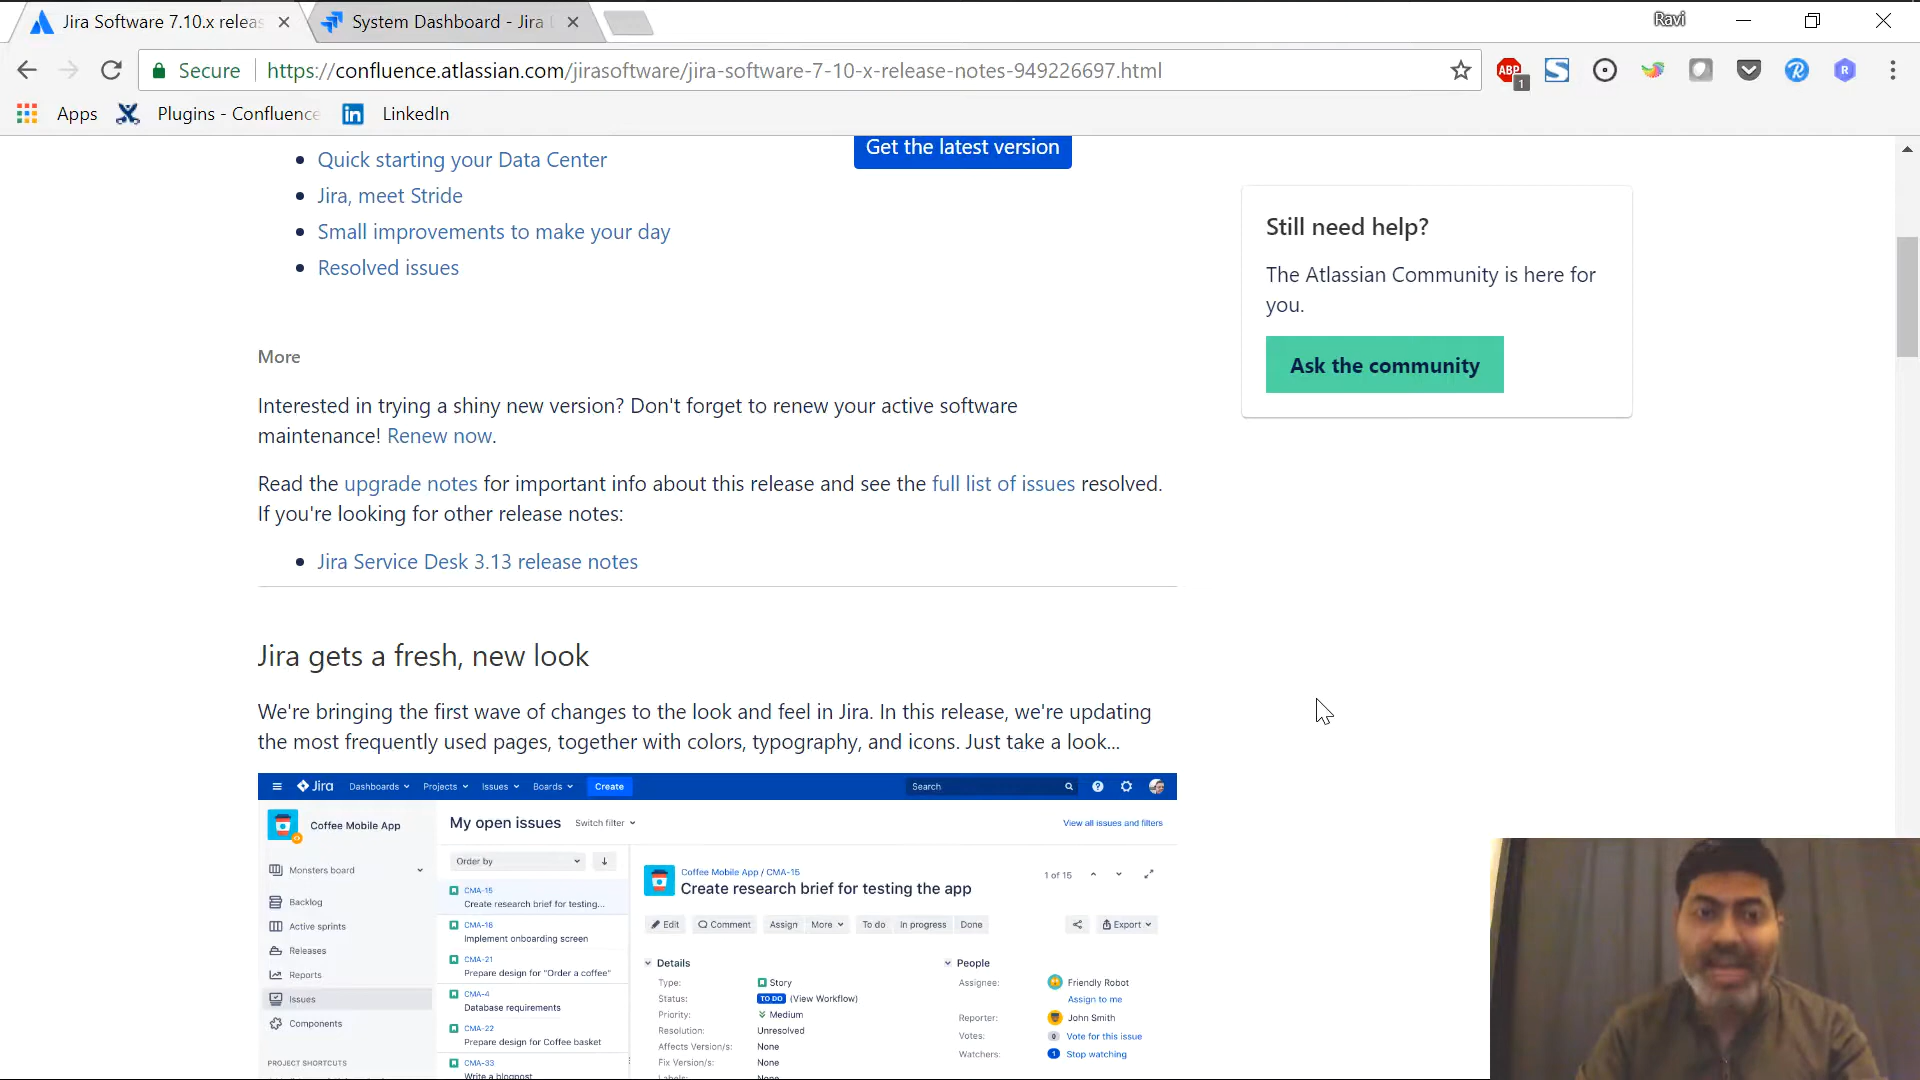 Jira Software 7.10.x relea
System Dashboard - Jira
Ravi
Secure
https://confluence.atlassian.com/jirasoftware/jira-software-7-10-x-release-notes-949226697.html
ABP
1
Apps
Plugins - Confluence
LinkedIn
Quick starting your Data Center
Jira, meet Stride
Small improvements to make your day
Resolved issues
Get the latest version
Still need help?
The Atlassian Community is here for
you.
Ask the community
More
Interested in trying a shiny new version? Don't forget to renew your active software
maintenance! Renew now.
Read the upgrade notes for important info about this release and see the full list of issues resolved.
If you're looking for other release notes:
Jira Service Desk 3.13 release notes
Jira gets a fresh, new look
We're bringing the first wave of changes to the look and feel in Jira. In this release, we're updating
the most frequently used pages, together with colors, typography, and icons. Just take a look...
Jira Dashboards Projects Issues Boards Create Search
Coffee Mobile App
Monsters board
Backlog
Active sprints
Releases
Reports
Issues
Components
PROJECT SHORTCUTS
My open issues Switch filter
View all issues and filters
Order by
CMA-15
Create research brief for testing...
CMA-16
Implement onboarding screen
CMA-21
Prepare design for "Order a coffee"
CMA-4
Database requirements
CMA-22
Prepare design for Coffee basket
CMA-33
Write a blogpost
Coffee Mobile App / CMA-15
Create research brief for testing the app
1 of 15
Edit Comment Assign More To do In progress Done Export
Details
Type: Story
Status: TO DO (View Workflow)
Priority: Medium
Resolution: Unresolved
Affects Version/s: None
Fix Version/s: None
Labels: None
People
Assignee: Friendly Robot
Assign to me
Reporter: John Smith
Votes: 0 Vote for this issue
Watchers: 1 Stop watching